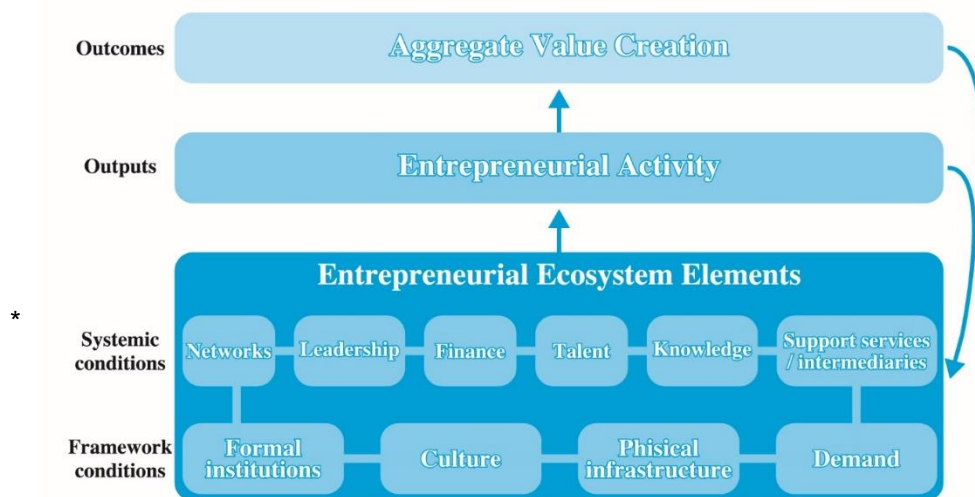 Outcomes
Aggregate Value Creation
Outputs
Entrepreneurial Activity
Entrepreneurial Ecosystem Elements
*
Systemic
conditions
Networks
Leadership
Finance
Talent
Knowledge
Support services
/ intermediaries
Framework
conditions
Formal
institutions
Culture
Phisical
infrastructure
Demand